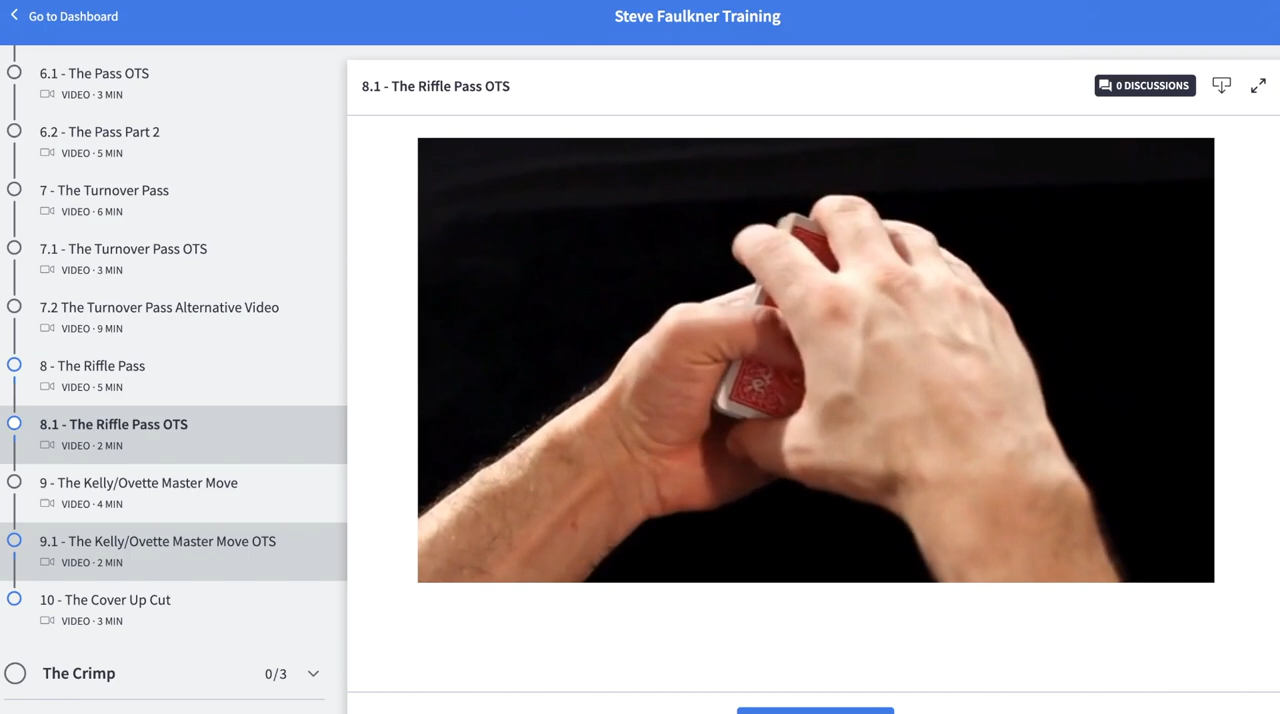 Go to Dashboard
Steve Faulkner Training
6.1 - The Pass OTS
VIDEO · 3 MIN
6.2 - The Pass Part 2
VIDEO · 5 MIN
7 - The Turnover Pass
VIDEO · 6 MIN
7.1 - The Turnover Pass OTS
VIDEO · 3 MIN
7.2 The Turnover Pass Alternative Video
VIDEO · 9 MIN
8 - The Riffle Pass
VIDEO · 5 MIN
8.1 - The Riffle Pass OTS
VIDEO · 2 MIN
9 - The Kelly/Ovette Master Move
VIDEO · 4 MIN
9.1 - The Kelly/Ovette Master Move OTS
VIDEO · 2 MIN
10 - The Cover Up Cut
VIDEO · 3 MIN
The Crimp 0/3
8.1 - The Riffle Pass OTS
0 DISCUSSIONS